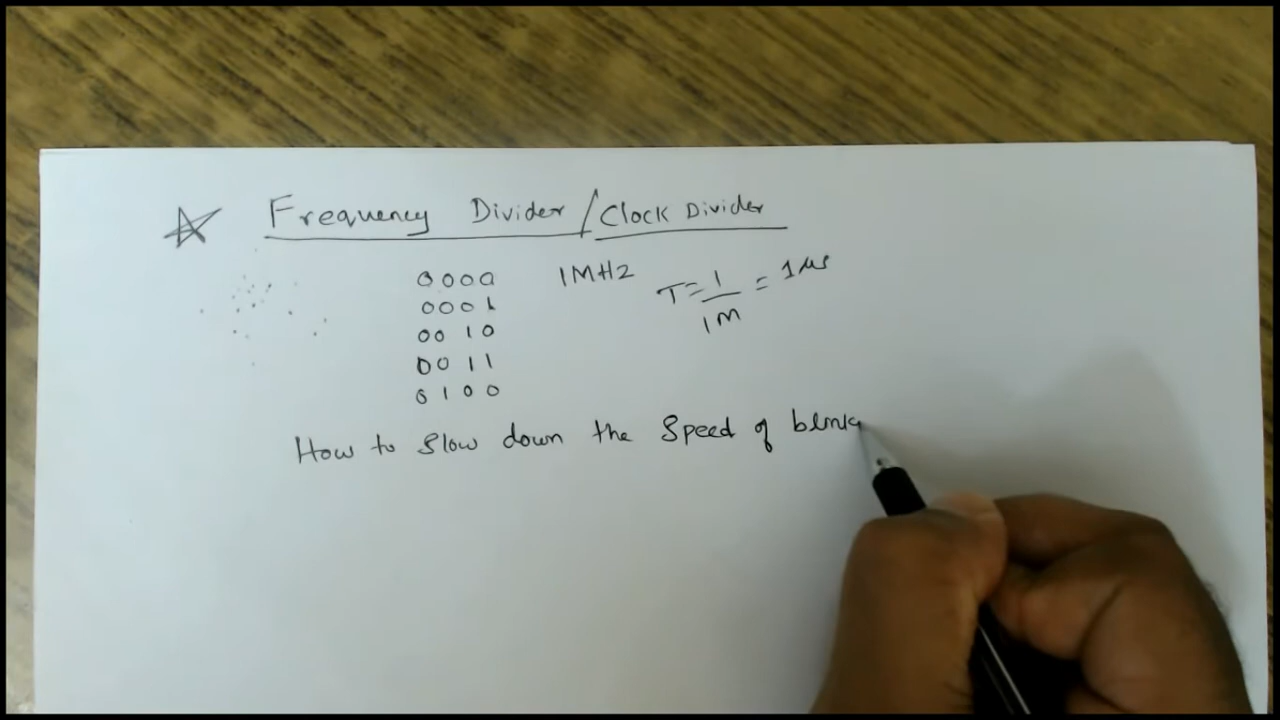 Frequency Divider / Clock Divider
0000 1MHz T = 1/1M = 1μs
0001
0010
0011
0100
How to slow down the Speed of